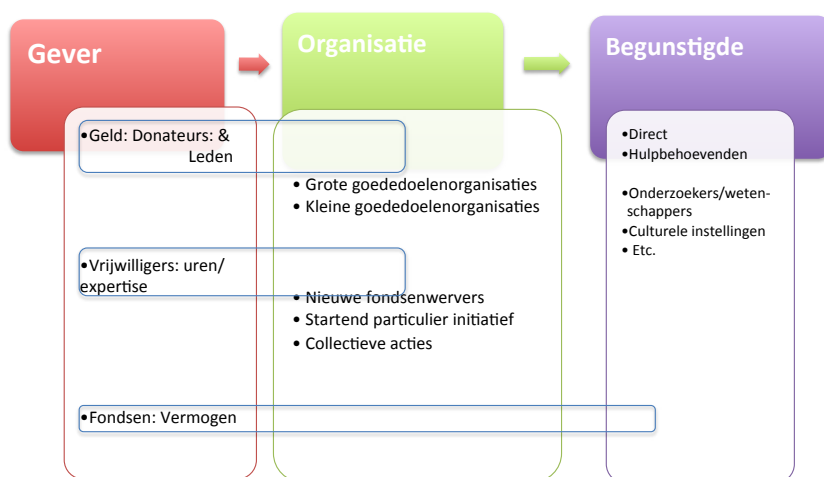 Gever
Organisatie
Begunstigde
•Geld: Donateurs: &
Leden
•Vrijwilligers: uren/
expertise
•Fondsen: Vermogen
• Grote goededoelenorganisaties
• Kleine goededoelenorganisaties
• Nieuwe fondsenwervers
• Startend particulier initiatief
• Collectieve acties
•Direct
•Hulpbehoevenden
•Onderzoekers/weten-
schappers
•Culturele instellingen
• Etc.